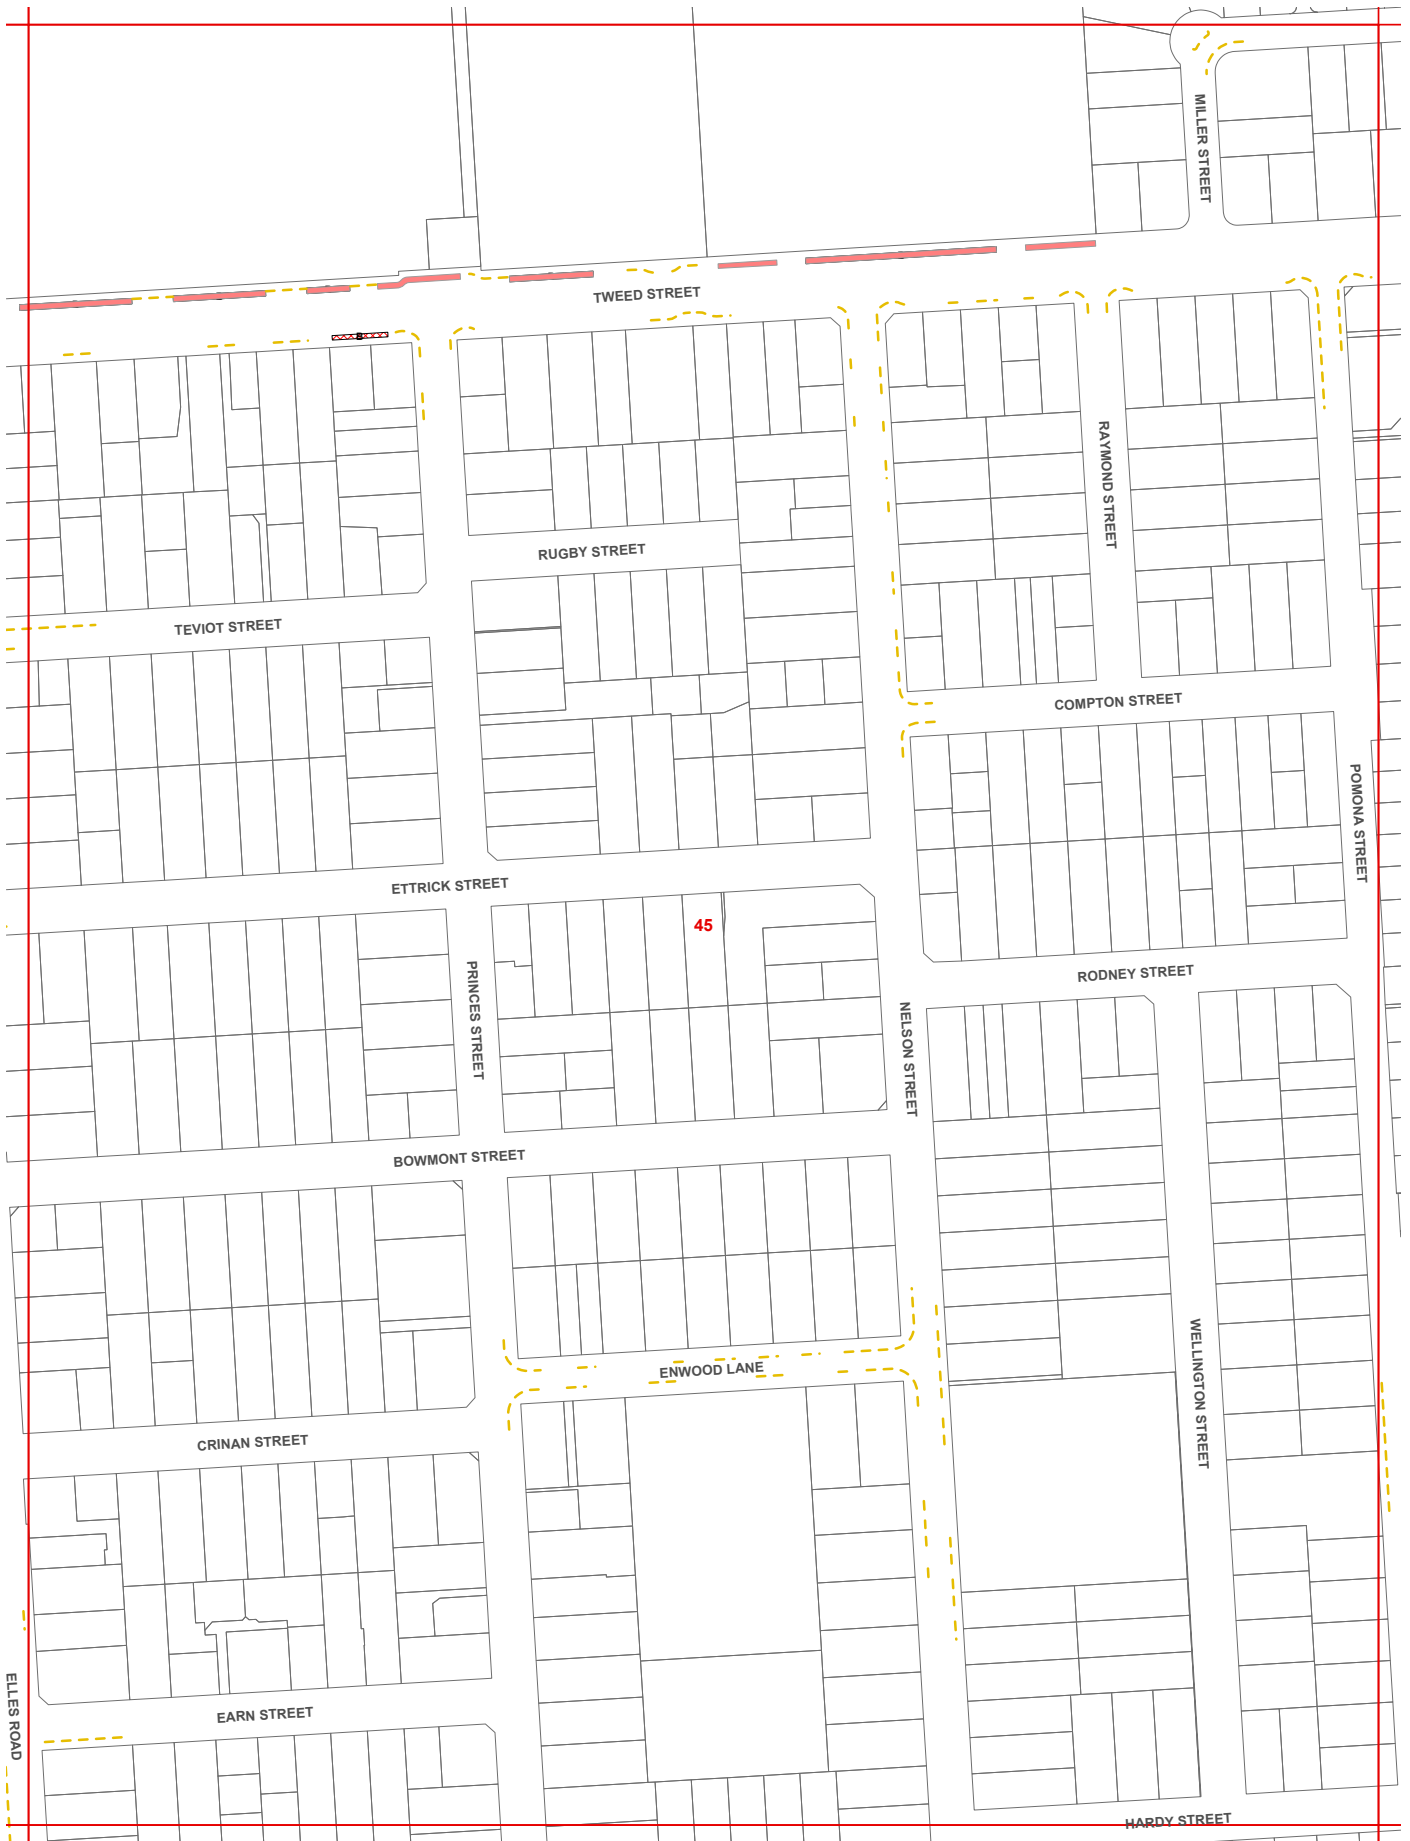 MILLER STREET
TWEED STREET
B
RAYMOND STREET
RUGBY STREET
TEVIOT STREET
COMPTON STREET
POMONA STREET
ETTRICK STREET
45
PRINCES STREET
RODNEY STREET
NELSON STREET
BOWMONT STREET
WELLINGTON STREET
ENWOOD LANE
CRINAN STREET
ELLES ROAD
EARN STREET
HARDY STREET